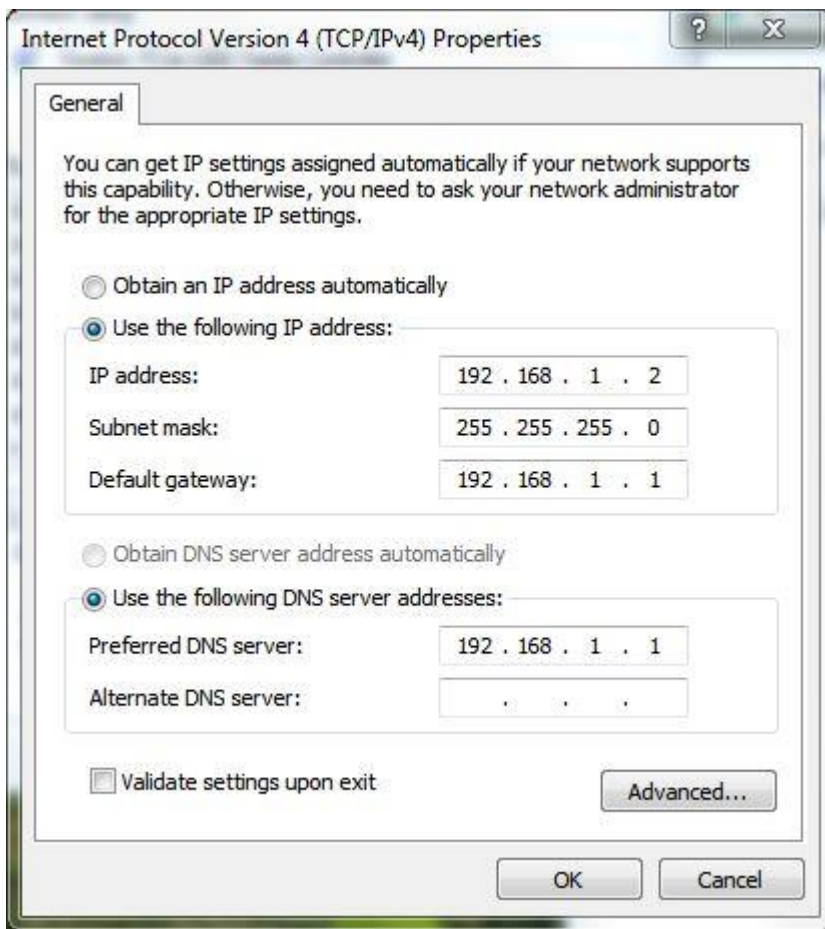 Internet Protocol Version 4 (TCP/IPv4) Properties
?
General
You can get IP settings assigned automatically if your network supports
this capability. Otherwise, you need to ask your network administrator
for the appropriate IP settings.
Obtain an IP address automatically
Use the following IP address:
IP address: 192 . 168 . 1 . 2
Subnet mask: 255 . 255 . 255 . 0
Default gateway: 192 . 168 . 1 . 1
Obtain DNS server address automatically
Use the following DNS server addresses:
Preferred DNS server: 192 . 168 . 1 . 1
Alternate DNS server: . . .
Validate settings upon exit
Advanced...
OK Cancel